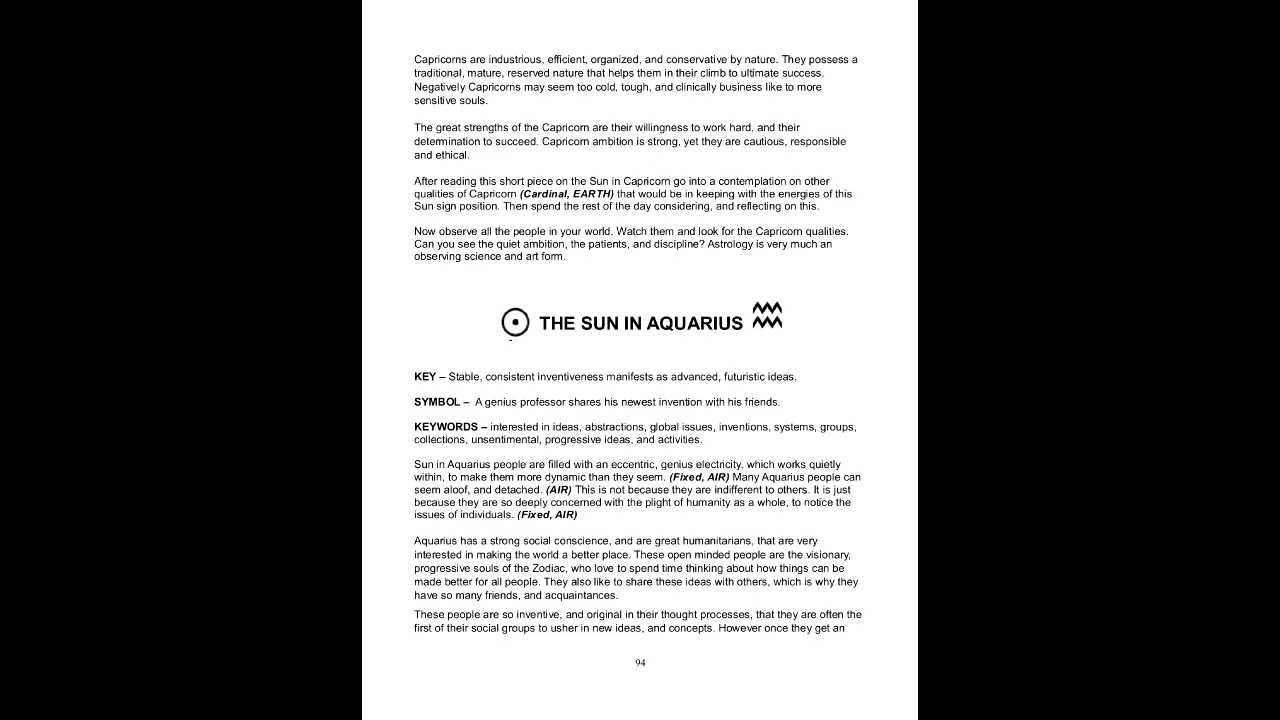 Capricorns are industrious, efficient, organized, and conservative by nature. They possess a
traditional, mature, reserved nature that helps them in their climb to ultimate success.
Negatively Capricorns may seem too cold, tough, and clinically business like to more
sensitive souls.
The great strengths of the Capricorn are their willingness to work hard, and their
determination to succeed. Capricorn ambition is strong, yet they are cautious, responsible
and ethical.
After reading this short piece on the Sun in Capricorn go into a contemplation on other
qualities of Capricorn (Cardinal, EARTH) that would be in keeping with the energies of this
Sun sign position. Then spend the rest of the day considering, and reflecting on this.
Now observe all the people in your world. Watch them and look for the Capricorn qualities.
Can you see the quiet ambition, the patients, and discipline? Astrology is very much an
observing science and art form.
THE SUN IN AQUARIUS
KEY – Stable, consistent inventiveness manifests as advanced, futuristic ideas.
SYMBOL – A genius professor shares his newest invention with his friends.
KEYWORDS – interested in ideas, abstractions, global issues, inventions, systems, groups,
collections, unsentimental, progressive ideas, and activities.
Sun in Aquarius people are filled with an eccentric, genius electricity, which works quietly
within, to make them more dynamic than they seem. (Fixed, AIR) Many Aquarius people can
seem aloof, and detached. (AIR) This is not because they are indifferent to others. It is just
because they are so deeply concerned with the plight of humanity as a whole, to notice the
issues of individuals. (Fixed, AIR)
Aquarius has a strong social conscience, and are great humanitarians, that are very
interested in making the world a better place. These open minded people are the visionary,
progressive souls of the Zodiac, who love to spend time thinking about how things can be
made better for all people. They also like to share these ideas with others, which is why they
have so many friends, and acquaintances.
These people are so inventive, and original in their thought processes, that they are often the
first of their social groups to usher in new ideas, and concepts. However once they get an
94